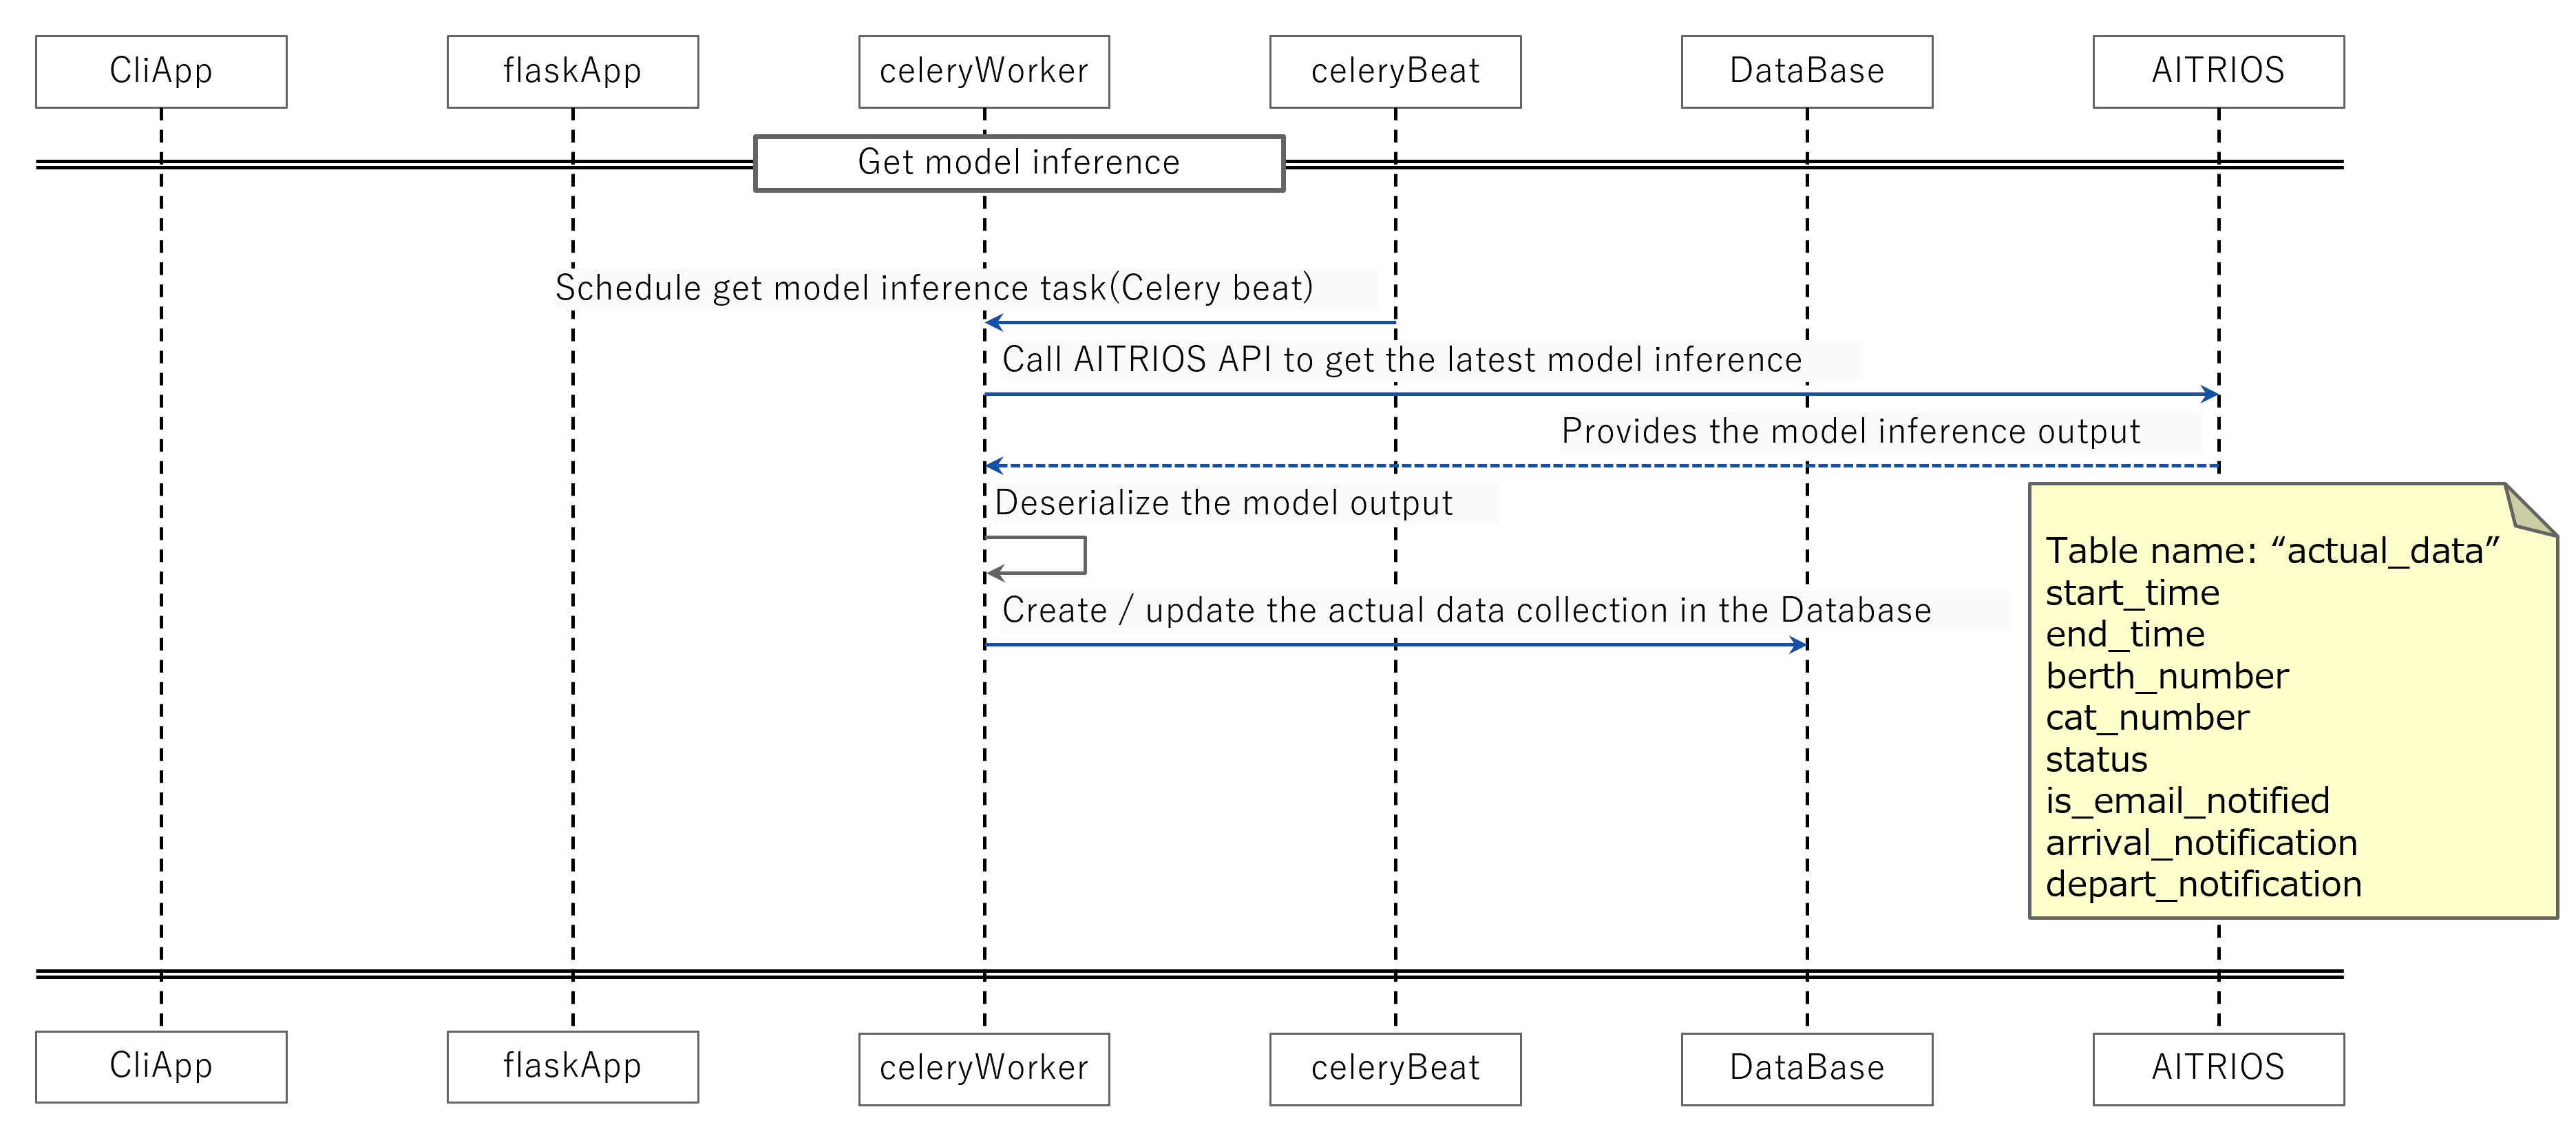 CliApp
flaskApp
celeryWorker
celeryBeat
DataBase
AITRIOS
Get model inference
Schedule get model inference task(Celery beat)
Call AITRIOS API to get the latest model inference
Provides the model inference output
Deserialize the model output
Create / update the actual data collection in the Database
Table name: “actual_data”
start_time
end_time
berth_number
cat_number
status
is_email_notified
arrival_notification
depart_notification
CliApp
flaskApp
celeryWorker
celeryBeat
DataBase
AITRIOS